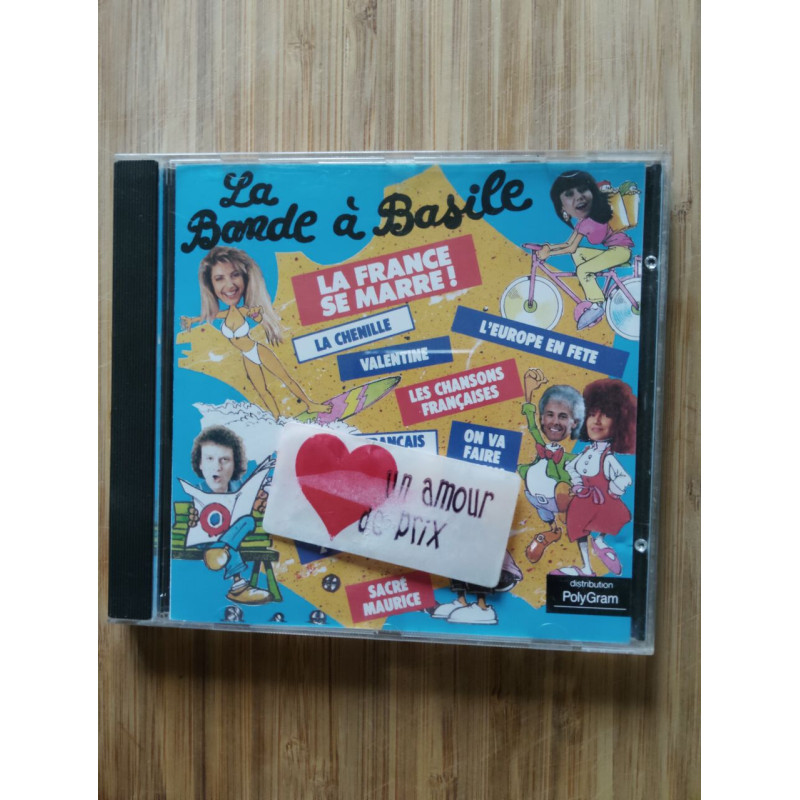 La
Bande à Basile
LA FRANCE
SE MARRE !
LA CHENILLE
VALENTINE
L'EUROPE EN FETE
LES CHANSONS
FRANÇAISES
FRANCAIS
ON VA
FAIRE
un amour
de prix
SACRÉ
MAURICE
distribution
PolyGram